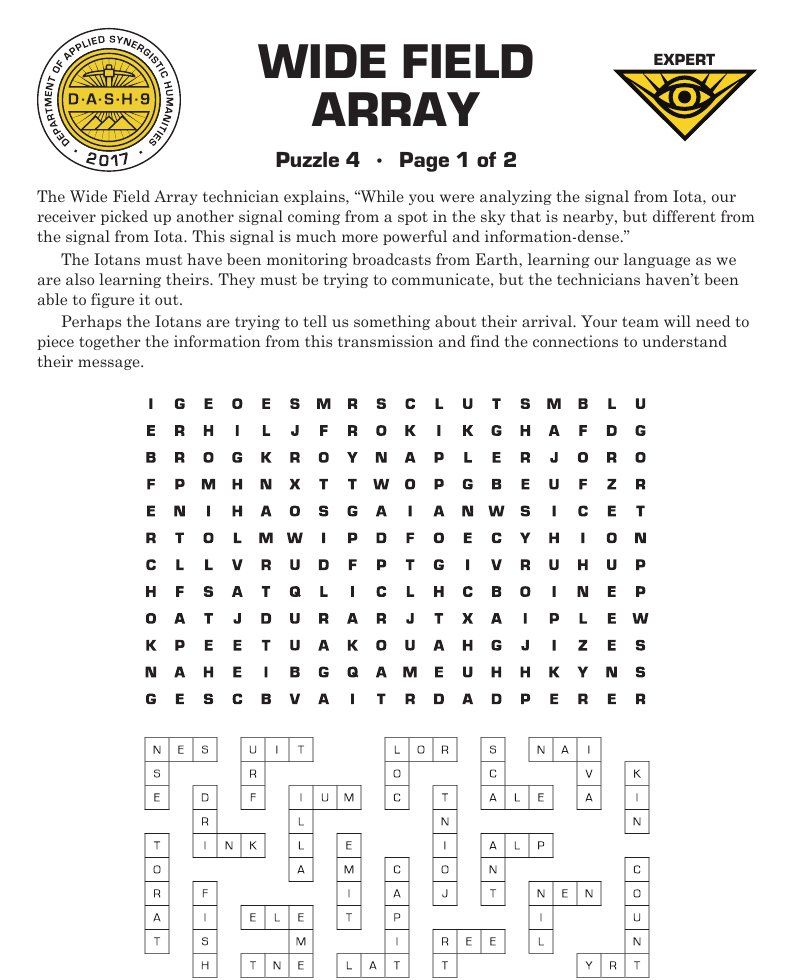 DEPARTMENT OF APPLIED SYNERGISTIC HUMANITIES
D·A·S·H·9
· 2017 ·
WIDE FIELD
ARRAY
EXPERT
Puzzle 4 • Page 1 of 2
The Wide Field Array technician explains, “While you were analyzing the signal from Iota, our
receiver picked up another signal coming from a spot in the sky that is nearby, but different from
the signal from Iota. This signal is much more powerful and information-dense.”
The Iotans must have been monitoring broadcasts from Earth, learning our language as we
are also learning theirs. They must be trying to communicate, but the technicians haven’t been
able to figure it out.
Perhaps the Iotans are trying to tell us something about their arrival. Your team will need to
piece together the information from this transmission and find the connections to understand
their message.
I G E O E S M R S C L U T S M B L U
E R H I L J F R O K I K G H A F D G
B R O G K R O Y N A P L E R J O R O
F P M H N X T T W O P G B E U F Z R
E N I H A O S G A I A N W S I C E T
R T O L M W I P D F O E C Y H I O N
C L L V R U D F P T G I V R U H U P
H F S A T Q L I C L H C B O I N E P
O A T J D U R A R J T X A I P L E W
K P E E T U A K O U A H G J I Z E S
N A H E I B G Q A M E U H H K Y N S
G E S C B V A I T R D A D P E R E R
N E S U I T L O R S N A I
S R O C V K
E D F I U M C T A L E A I
R L N N
T I N K L E I A L P
O A M C O N C
R F I A J T N E N O
A I E L E T P I U
T S M I R E E L N
H T N E L A T T Y R T